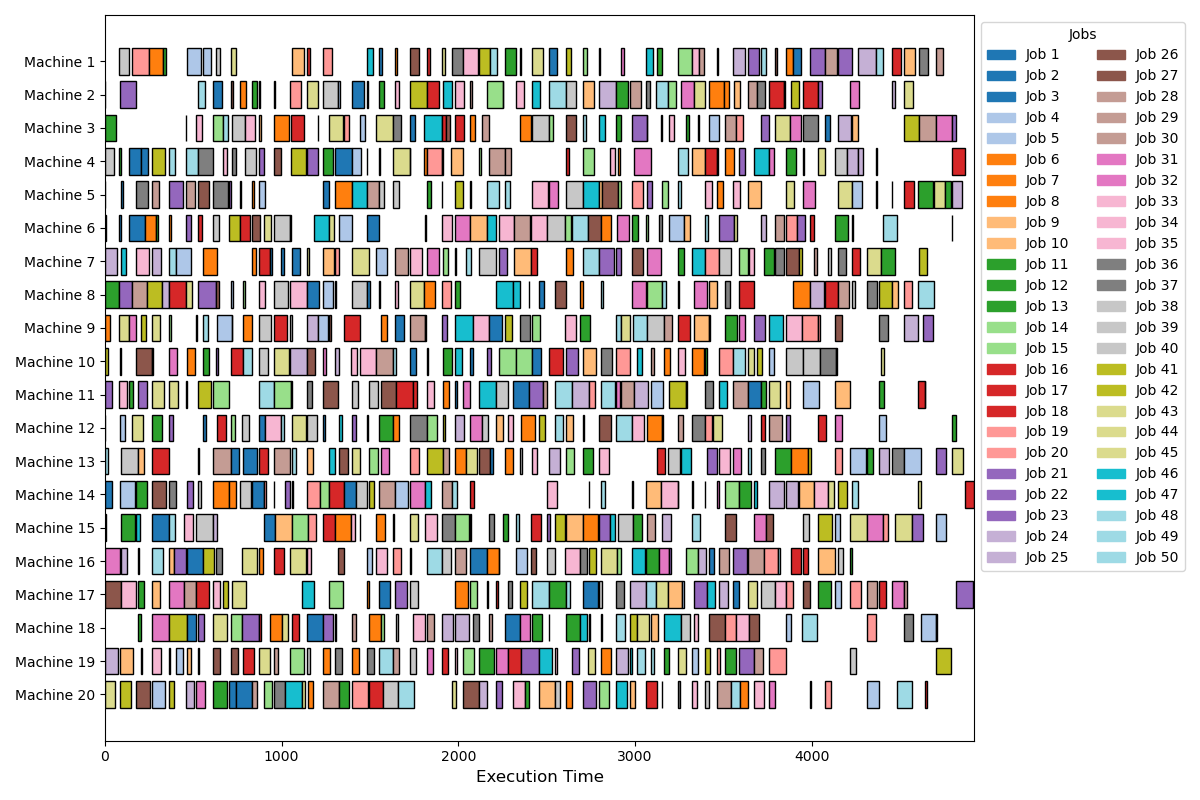 Machine 1
Machine 2
Machine 3
Machine 4
Machine 5
Machine 6
Machine 7
Machine 8
Machine 9
Machine 10
Machine 11
Machine 12
Machine 13
Machine 14
Machine 15
Machine 16
Machine 17
Machine 18
Machine 19
Machine 20
0 1000 2000 3000 4000
Execution Time
Jobs
Job 1 Job 26
Job 2 Job 27
Job 3 Job 28
Job 4 Job 29
Job 5 Job 30
Job 6 Job 31
Job 7 Job 32
Job 8 Job 33
Job 9 Job 34
Job 10 Job 35
Job 11 Job 36
Job 12 Job 37
Job 13 Job 38
Job 14 Job 39
Job 15 Job 40
Job 16 Job 41
Job 17 Job 42
Job 18 Job 43
Job 19 Job 44
Job 20 Job 45
Job 21 Job 46
Job 22 Job 47
Job 23 Job 48
Job 24 Job 49
Job 25 Job 50